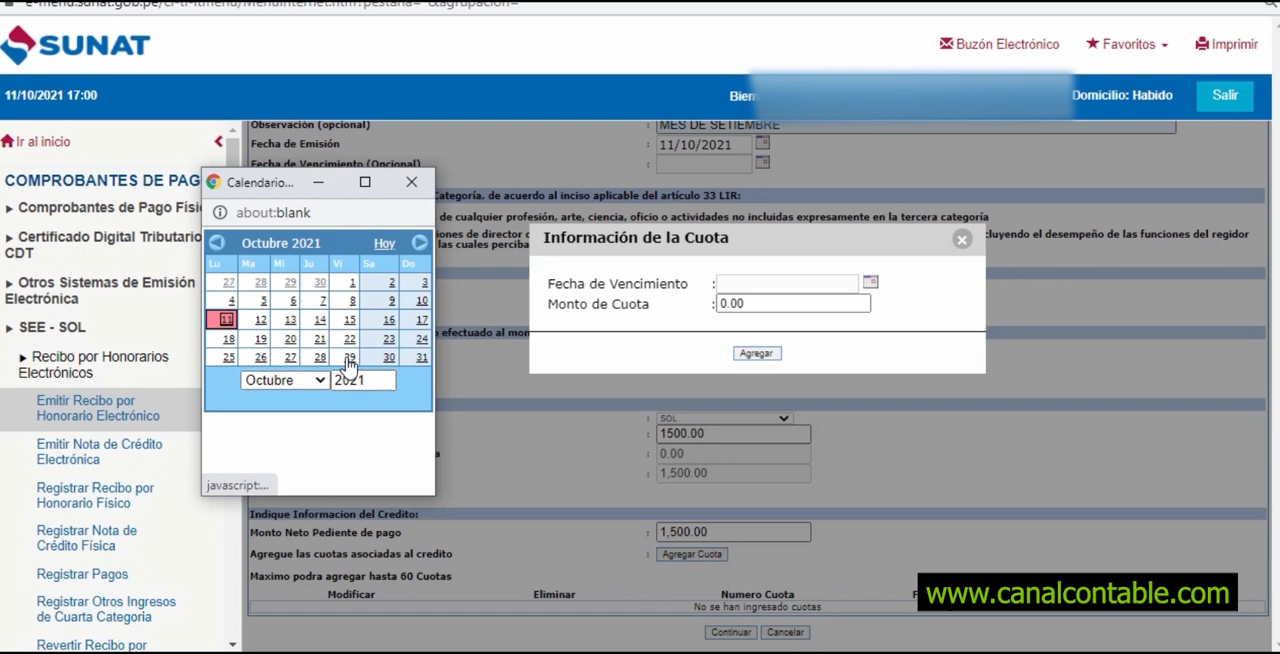 SUNAT
Buzón Electrónico
Favoritos
Imprimir
11/10/2021 17:00
Bien
Domicilio: Habido
Salir
Ir al inicio
COMPROBANTES DE PAG
Comprobantes de Pago Físi
Certificado Digital Tributario
CDT
Otros Sistemas de Emisión
Electrónica
SEE - SOL
Recibo por Honorarios
Electrónicos
Emitir Recibo por
Honorario Electrónico
Emitir Nota de Crédito
Electrónica
Registrar Recibo por
Honorario Físico
Registrar Nota de
Crédito Física
Registrar Pagos
Registrar Otros Ingresos
de Cuarta Categoria
Revertir Recibo por
Calendario...
about:blank
Octubre 2021 Hoy
Lu Ma Mi Ju Vi Sa Do
27 28 29 30 1 2 3
4 5 6 7 8 9 10
11 12 13 14 15 16 17
18 19 20 21 22 23 24
25 26 27 28 29 30 31
Octubre 2021
javascript:...
Observación (opcional) : MES DE SETIEMBRE
Fecha de Emisión : 11/10/2021
Fecha de Vencimiento (Opcional) :
Categoría, de acuerdo al inciso aplicable del artículo 33 LIR:
de cualquier profesión, arte, ciencia, oficio o actividades no incluidas expresamente en la tercera categoría
iones de director d
cluyendo el desempeño de las funciones del regidor
las cuales perciba
Información de la Cuota
Fecha de Vencimiento :
Monto de Cuota : 0.00
Agregar
o efectuado al mom
: SOL
: 1500.00
a : 0.00
: 1,500.00
Indique Informacion del Credito:
Monto Neto Pediente de pago : 1,500.00
Agregue las cuotas asociadas al credito : Agregar Cuota
Maximo podra agregar hasta 60 Cuotas
Modificar Eliminar Numero Cuota F
No se han ingresado cuotas
Continuar Cancelar
www.canalcontable.com